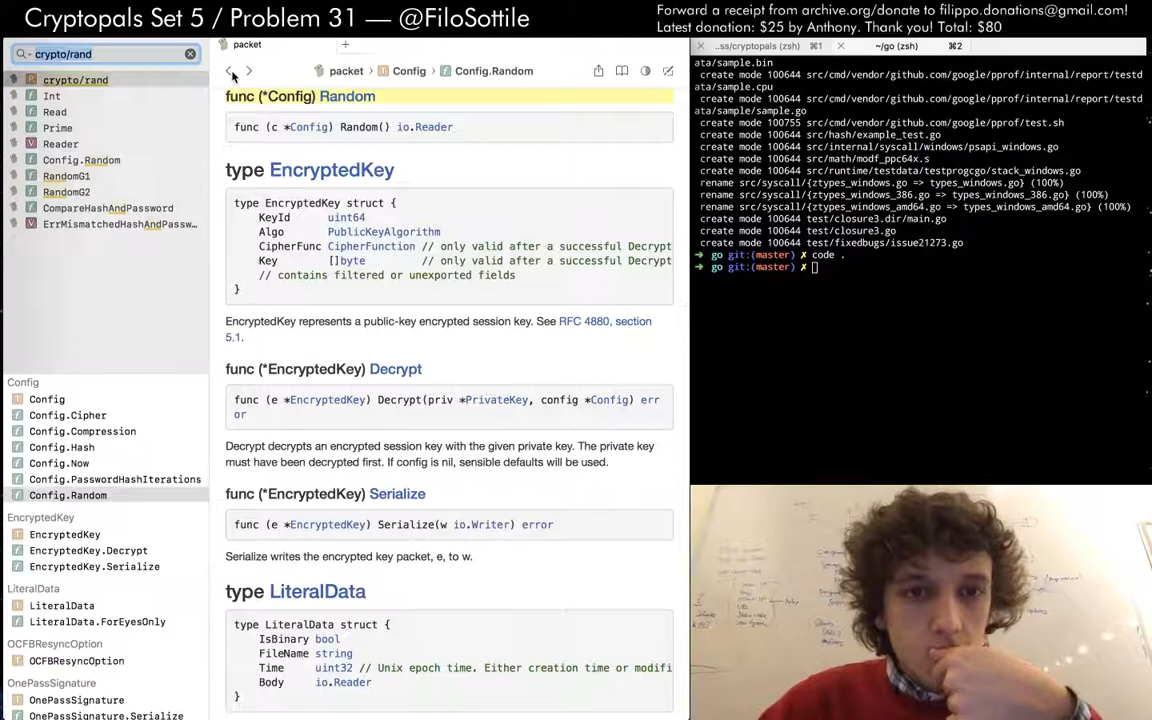 Cryptopals Set 5 / Problem 31 — @FiloSottile
Forward a receipt from archive.org/donate to filippo.donations@gmail.com!
Latest donation: $25 by Anthony. Thank you! Total: $80
crypto/rand
crypto/rand
Int
Read
Prime
Reader
Config.Random
RandomG1
RandomG2
CompareHashAndPassword
ErrMismatchedHashAndPassw...
Config
Config
Config.Cipher
Config.Compression
Config.Hash
Config.Now
Config.PasswordHashIterations
Config.Random
EncryptedKey
EncryptedKey
EncryptedKey.Decrypt
EncryptedKey.Serialize
LiteralData
LiteralData
LiteralData.ForEyesOnly
OCFBResyncOption
OCFBResyncOption
OnePassSignature
OnePassSignature
OnePassSignature.Serialize
packet
packet > Config > Config.Random
func (*Config) Random
func (c *Config) Random() io.Reader
type EncryptedKey
type EncryptedKey struct {
KeyId uint64
Algo PublicKeyAlgorithm
CipherFunc CipherFunction // only valid after a successful Decrypt
Key []byte // only valid after a successful Decrypt
// contains filtered or unexported fields
}
EncryptedKey represents a public-key encrypted session key. See RFC 4880, section
5.1.
func (*EncryptedKey) Decrypt
func (e *EncryptedKey) Decrypt(priv *PrivateKey, config *Config) err
or
Decrypt decrypts an encrypted session key with the given private key. The private key
must have been decrypted first. If config is nil, sensible defaults will be used.
func (*EncryptedKey) Serialize
func (e *EncryptedKey) Serialize(w io.Writer) error
Serialize writes the encrypted key packet, e, to w.
type LiteralData
type LiteralData struct {
IsBinary bool
FileName string
Time uint32 // Unix epoch time. Either creation time or modifi
Body io.Reader
}
..ss/cryptopals (zsh) ⌘1
~/go (zsh) ⌘2
ata/sample.bin
create mode 100644 src/cmd/vendor/github.com/google/pprof/internal/report/testd
ata/sample.cpu
create mode 100644 src/cmd/vendor/github.com/google/pprof/internal/report/testd
ata/sample/sample.go
create mode 100755 src/cmd/vendor/github.com/google/pprof/test.sh
create mode 100644 src/hash/example_test.go
create mode 100644 src/internal/syscall/windows/psapi_windows.go
create mode 100644 src/math/modf_ppc64x.s
create mode 100644 src/runtime/testdata/testprogcgo/stack_windows.go
rename src/syscall/{ztypes_windows.go => types_windows.go} (100%)
rename src/syscall/{ztypes_windows_386.go => types_windows_386.go} (100%)
rename src/syscall/{ztypes_windows_amd64.go => types_windows_amd64.go} (100%)
create mode 100644 test/closure3.dir/main.go
create mode 100644 test/closure3.go
create mode 100644 test/fixedbugs/issue21273.go
➜ go git:(master) ✗ code .
➜ go git:(master) ✗